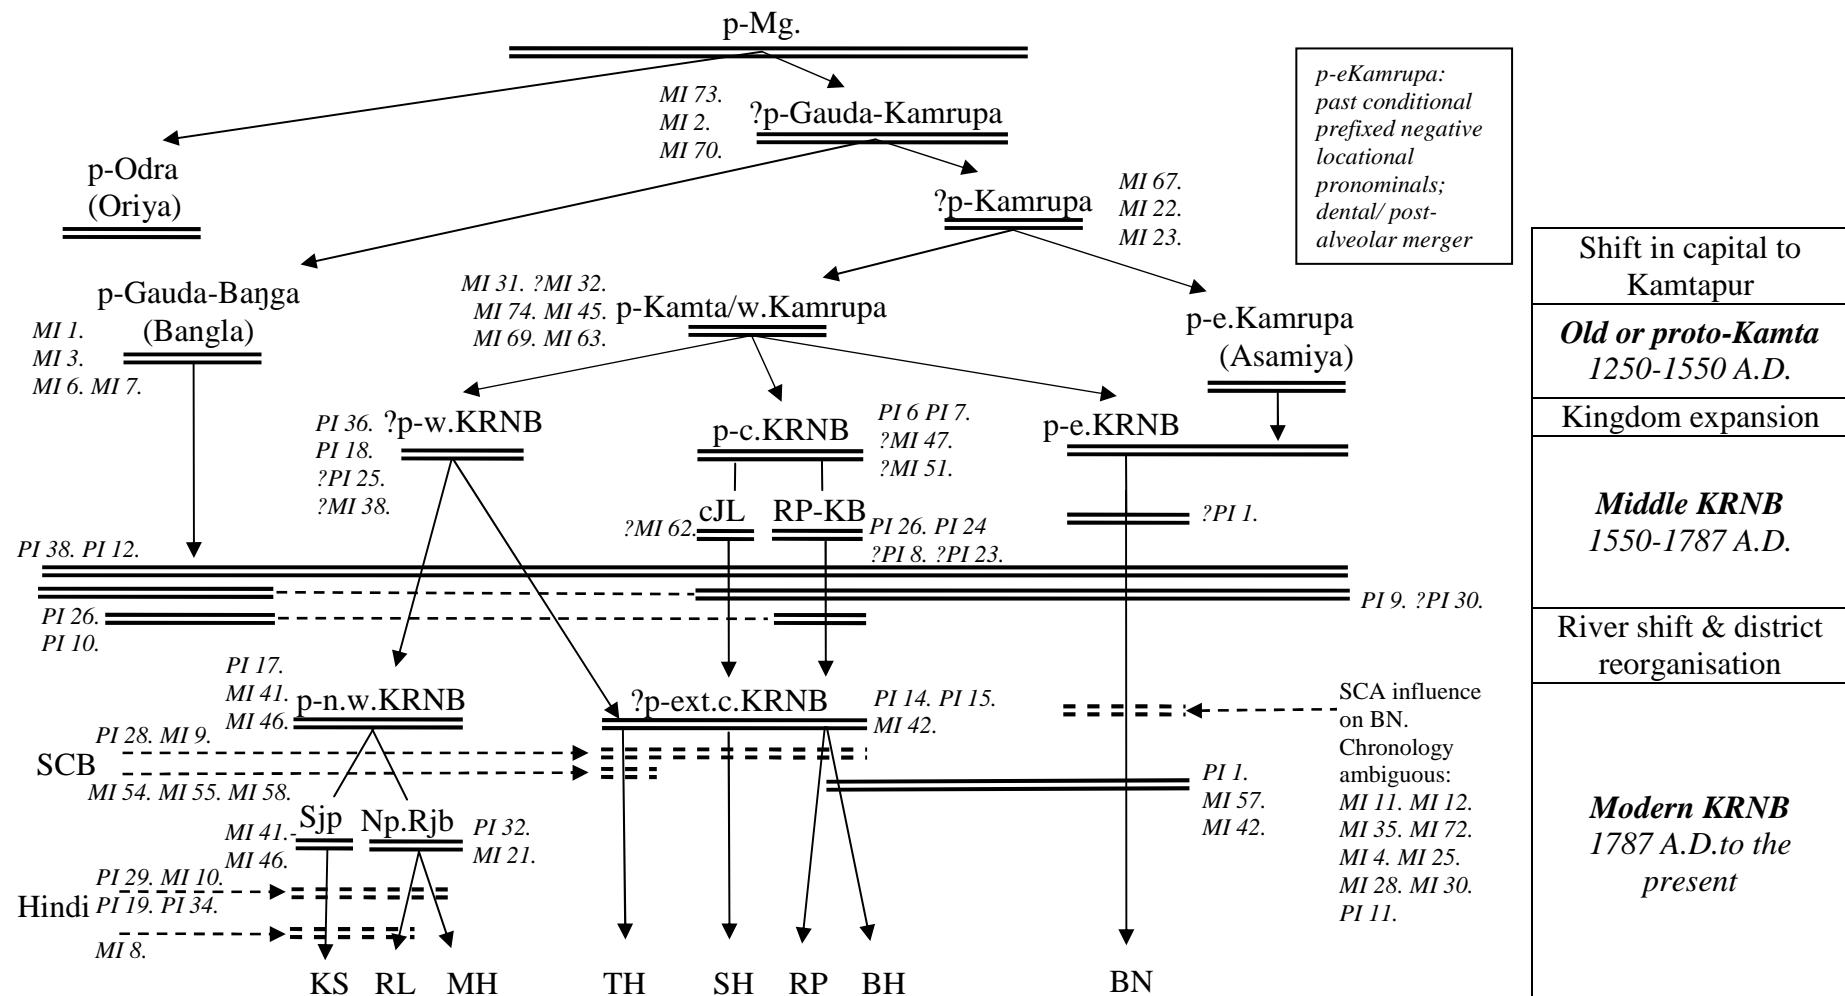 p-Mg.
p-eKamrupa:
past conditional
prefixed negative
locational
pronominals;
dental/ post-
alveolar merger
MI 73.
MI 2.
MI 70.
?p-Gauda-Kamrupa
p-Odra
(Oriya)
?p-Kamrupa
MI 67.
MI 22.
MI 23.
Shift in capital to
Kamtapur
p-Gauda-Baŋga
(Bangla)
MI 1.
MI 3.
MI 6. MI 7.
MI 31. ?MI 32.
MI 74. MI 45.
MI 69. MI 63.
p-Kamta/w.Kamrupa
p-e.Kamrupa
(Asamiya)
Old or proto-Kamta
1250-1550 A.D.
Kingdom expansion
PI 36.
PI 18.
?PI 25.
?MI 38.
?p-w.KRNB
p-c.KRNB
PI 6 PI 7.
?MI 47.
?MI 51.
p-e.KRNB
Middle KRNB
1550-1787 A.D.
?MI 62.
cJL
RP-KB
PI 26. PI 24
?PI 8. ?PI 23.
?PI 1.
PI 38. PI 12.
PI 9. ?PI 30.
PI 26.
PI 10.
River shift & district
reorganisation
PI 17.
MI 41.
MI 46.
p-n.w.KRNB
?p-ext.c.KRNB
PI 14. PI 15.
MI 42.
SCA influence
on BN.
Chronology
ambiguous:
MI 11. MI 12.
MI 35. MI 72.
MI 4. MI 25.
MI 28. MI 30.
PI 11.
PI 28. MI 9.
SCB
MI 54. MI 55. MI 58.
PI 1.
MI 57.
MI 42.
Modern KRNB
1787 A.D.to the
present
MI 41.-
MI 46.
Sjp
Np.Rjb
PI 32.
MI 21.
PI 29. MI 10.
Hindi
PI 19. PI 34.
MI 8.
KS RL MH TH SH RP BH BN